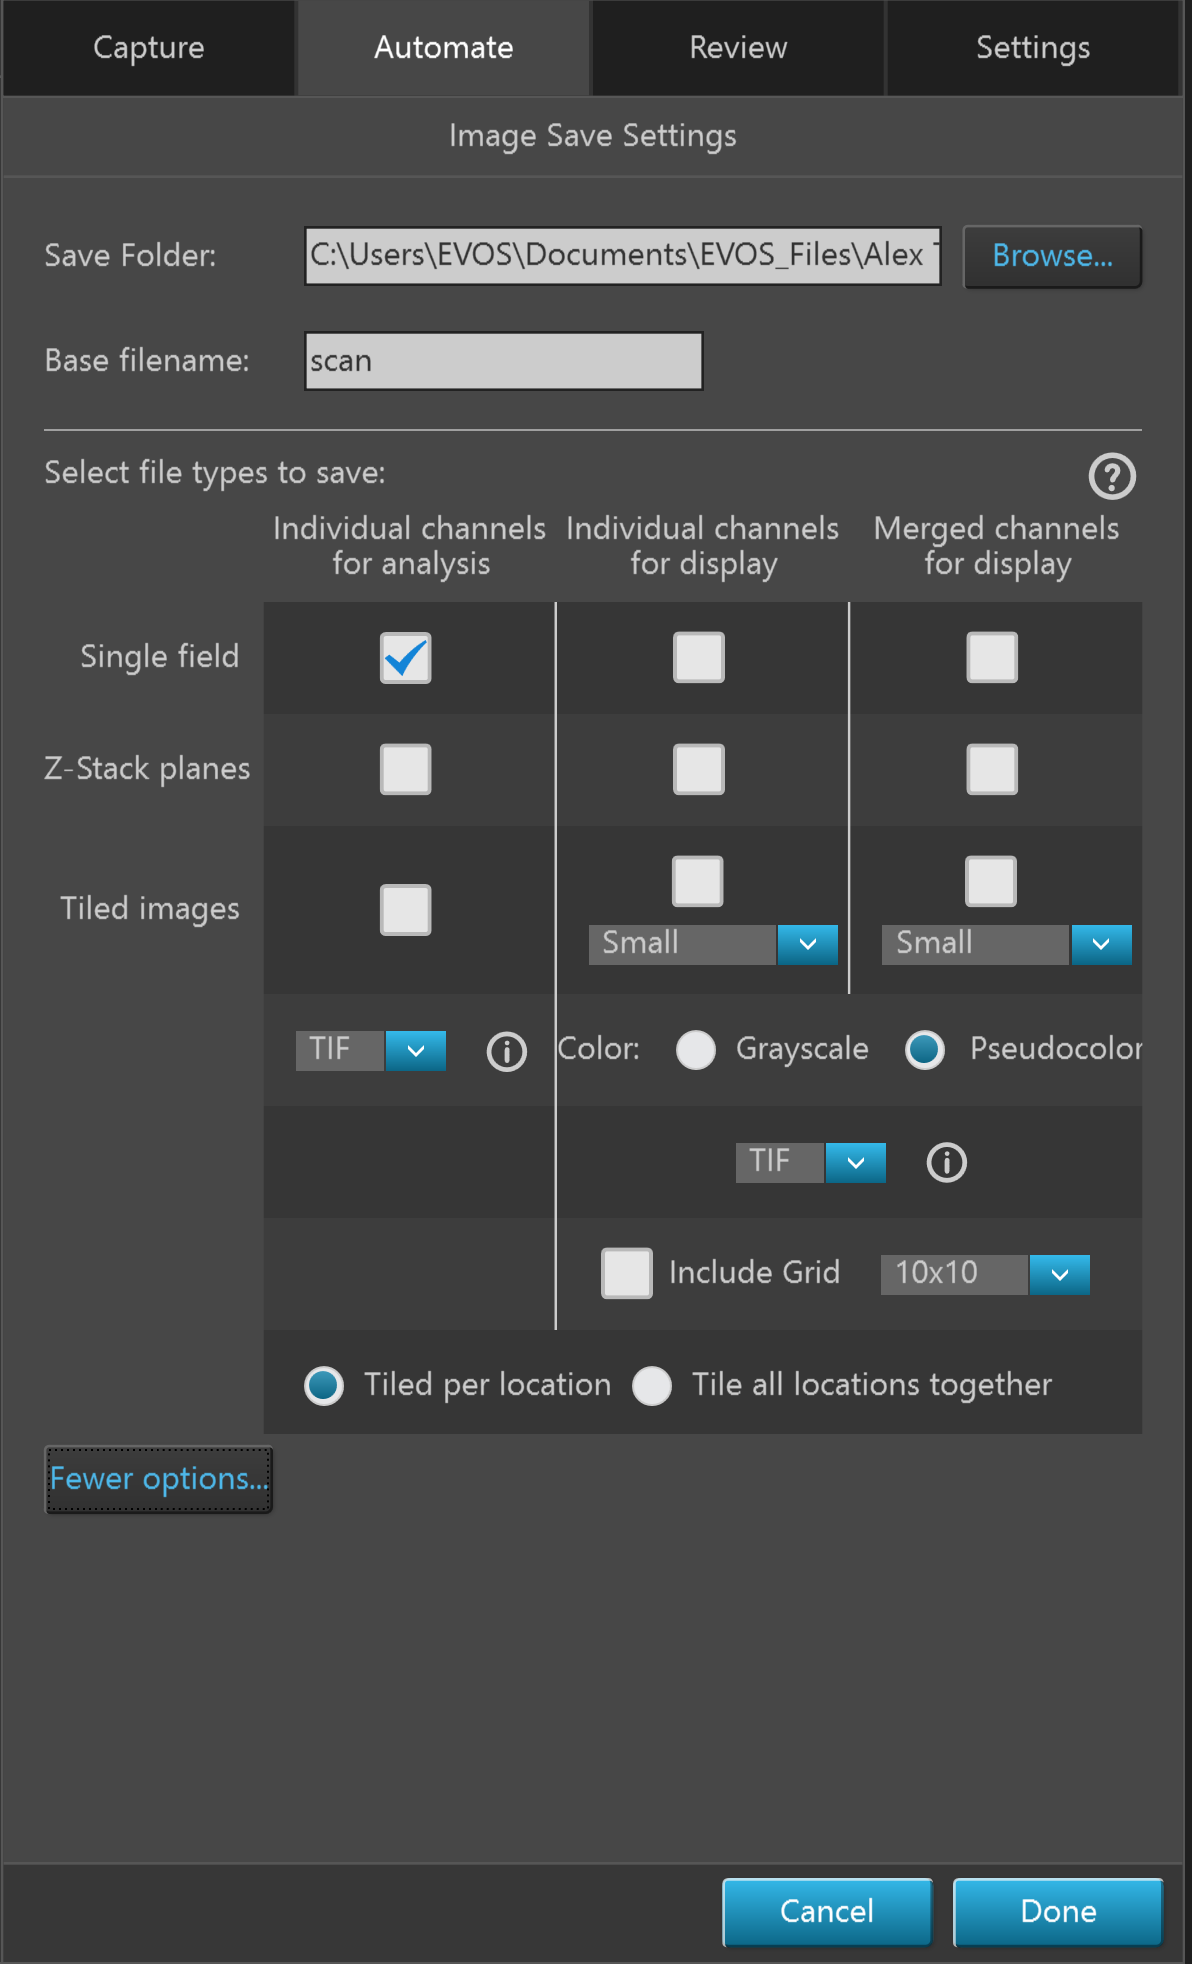 Capture Automate Review Settings
Image Save Settings
Save Folder: C:\Users\EVOS\Documents\EVOS_Files\Alex Browse...
Base filename: scan
Select file types to save: ?
Individual channels for analysis Individual channels for display Merged channels for display
Single field
Z-Stack planes
Tiled images
Small Small
TIF i Color: Grayscale Pseudocolor
TIF i
Include Grid 10x10
Tiled per location Tile all locations together
Fewer options...
Cancel Done